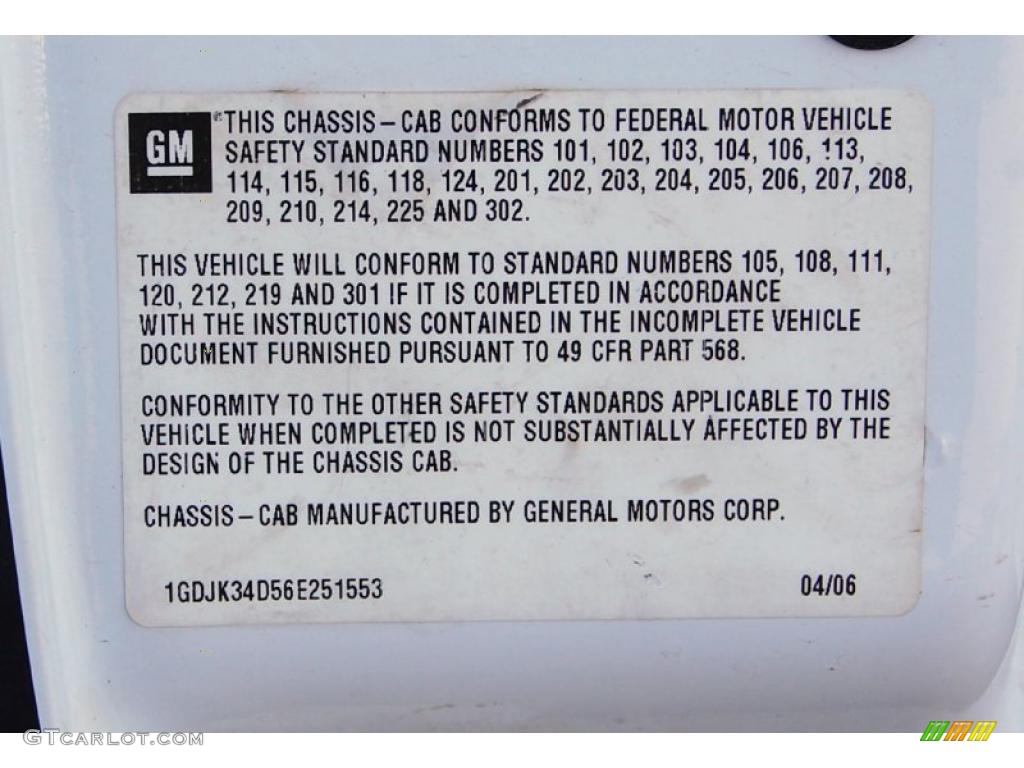 GM
THIS CHASSIS-CAB CONFORMS TO FEDERAL MOTOR VEHICLE
SAFETY STANDARD NUMBERS 101, 102, 103, 104, 106, 113,
114, 115, 116, 118, 124, 201, 202, 203, 204, 205, 206, 207, 208,
209, 210, 214, 225 AND 302.
THIS VEHICLE WILL CONFORM TO STANDARD NUMBERS 105, 108, 111,
120, 212, 219 AND 301 IF IT IS COMPLETED IN ACCORDANCE
WITH THE INSTRUCTIONS CONTAINED IN THE INCOMPLETE VEHICLE
DOCUMENT FURNISHED PURSUANT TO 49 CFR PART 568.
CONFORMITY TO THE OTHER SAFETY STANDARDS APPLICABLE TO THIS
VEHICLE WHEN COMPLETED IS NOT SUBSTANTIALLY AFFECTED BY THE
DESIGN OF THE CHASSIS CAB.
CHASSIS-CAB MANUFACTURED BY GENERAL MOTORS CORP.
1GDJK34D56E251553 04/06
GTCARLOT.COM